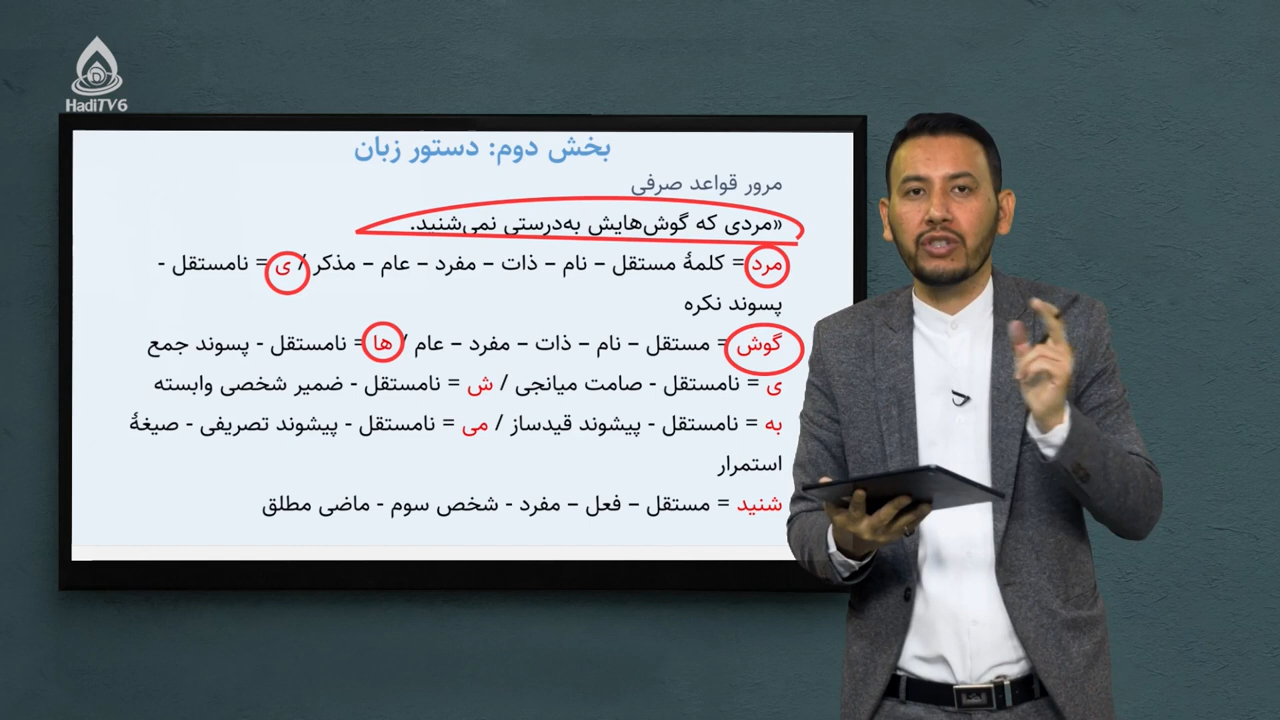 HadiTV6
بخش دوم: دستور زبان
مرور قواعد صرفی
«مردی که گوش‌هایش به‌درستی نمی‌شنید.
مرد = کلمهٔ مستقل – نام – ذات – مفرد – عام – مذکر / ی = نامستقل -
پسوند نکره
گوش = مستقل – نام – ذات – مفرد – عام / ها = نامستقل - پسوند جمع
ی = نامستقل - صامت میانجی / ش = نامستقل - ضمیر شخصی وابسته
به = نامستقل - پیشوند قیدساز / می = نامستقل - پیشوند تصریفی - صیغهٔ
استمرار
شنید = مستقل – فعل – مفرد - شخص سوم - ماضی مطلق